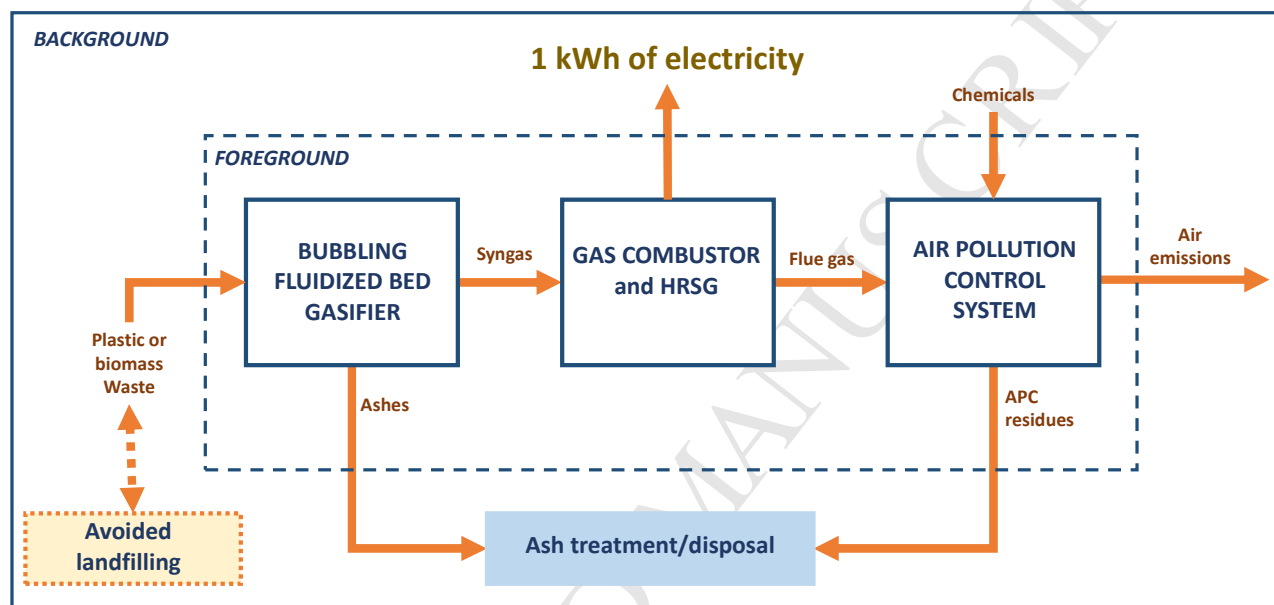 BACKGROUND
1 kWh of electricity
Chemicals
FOREGROUND
BUBBLING
FLUIDIZED BED
GASIFIER
Syngas
GAS COMBUSTOR
and HRSG
Flue gas
AIR POLLUTION
CONTROL
SYSTEM
Air
emissions
Plastic or
biomass
Waste
Ashes
APC
residues
Avoided
landfilling
Ash treatment/disposal